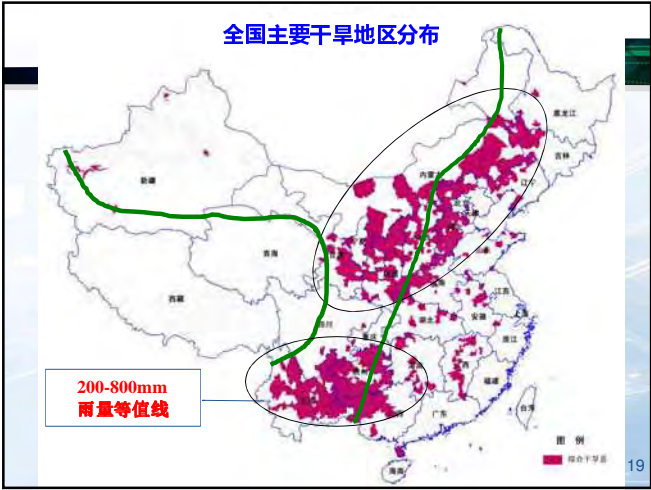 全国主要干旱地区分布
黑龙江
吉林
辽宁
内蒙古
新疆
青海
西藏
四川
江苏
安徽
上海
湖北
浙江
福建
台湾
广东
海南
200-800mm
雨量等值线
图 例
综合干旱县
19